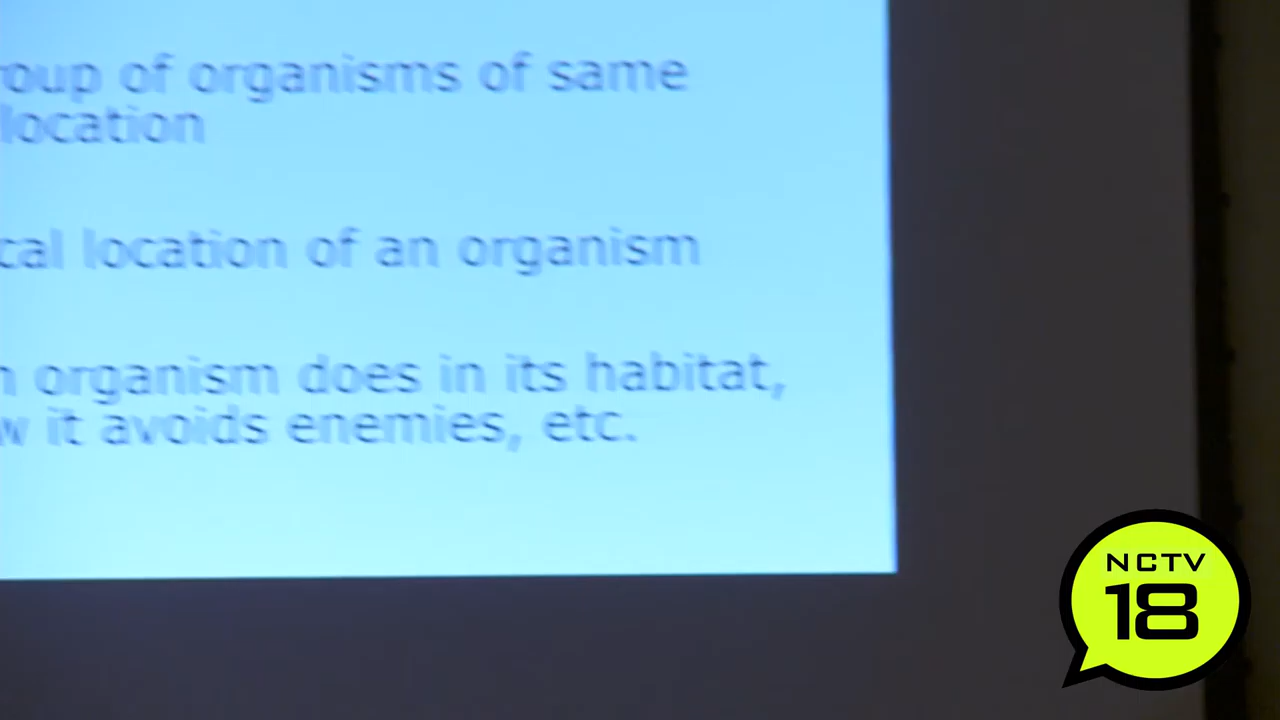 roup of organisms of same
location
cal location of an organism
n organism does in its habitat,
w it avoids enemies, etc.
NCTV
18